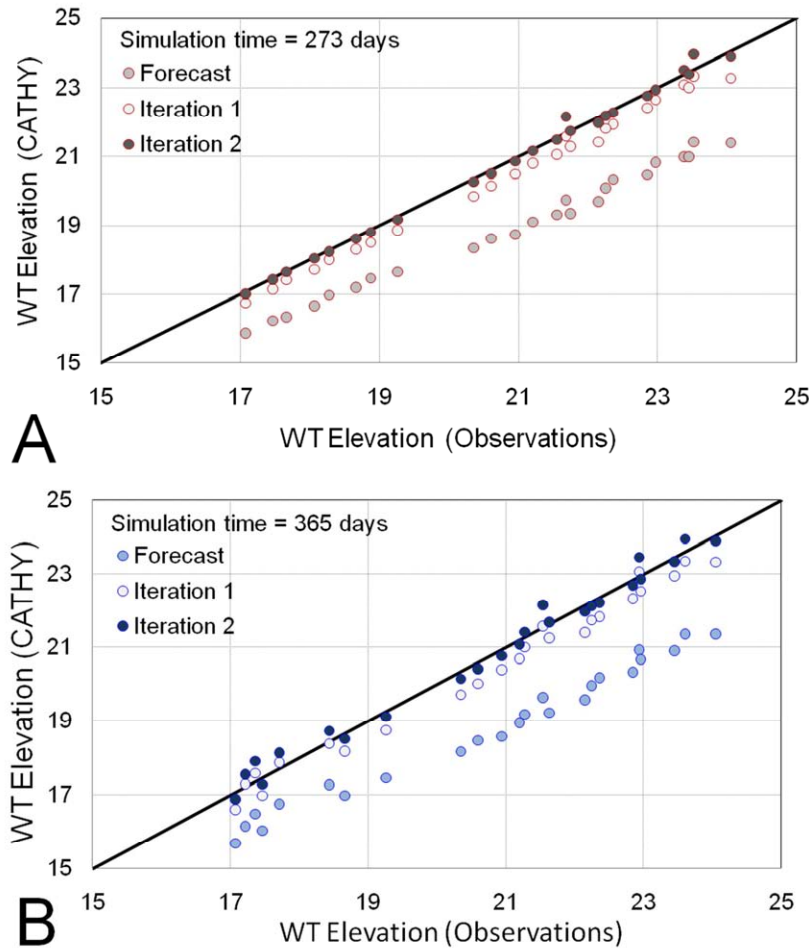 Simulation time = 273 days
Forecast
Iteration 1
Iteration 2
25
23
21
19
17
15
WT Elevation (CATHY)
15 17 19 21 23 25
WT Elevation (Observations)
A
Simulation time = 365 days
Forecast
Iteration 1
Iteration 2
25
23
21
19
17
15
WT Elevation (CATHY)
15 17 19 21 23 25
WT Elevation (Observations)
B